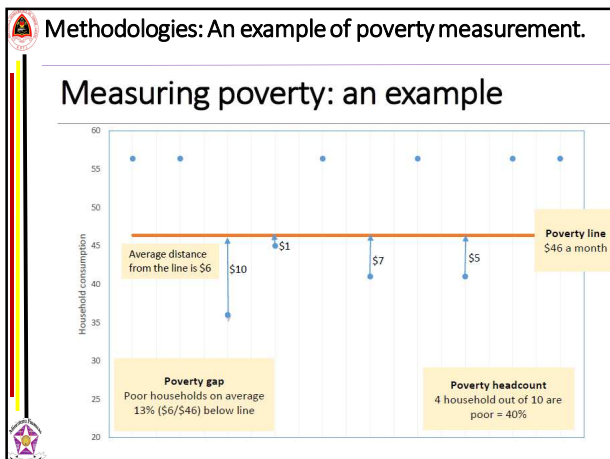 Methodologies: An example of poverty measurement.
Measuring poverty: an example
60
55
50
45
40
35
30
25
20
Household consumption
Poverty line
$46 a month
Average distance
from the line is $6
$10
$1
$7
$5
Poverty gap
Poor households on average
13% ($6/$46) below line
Poverty headcount
4 household out of 10 are
poor = 40%